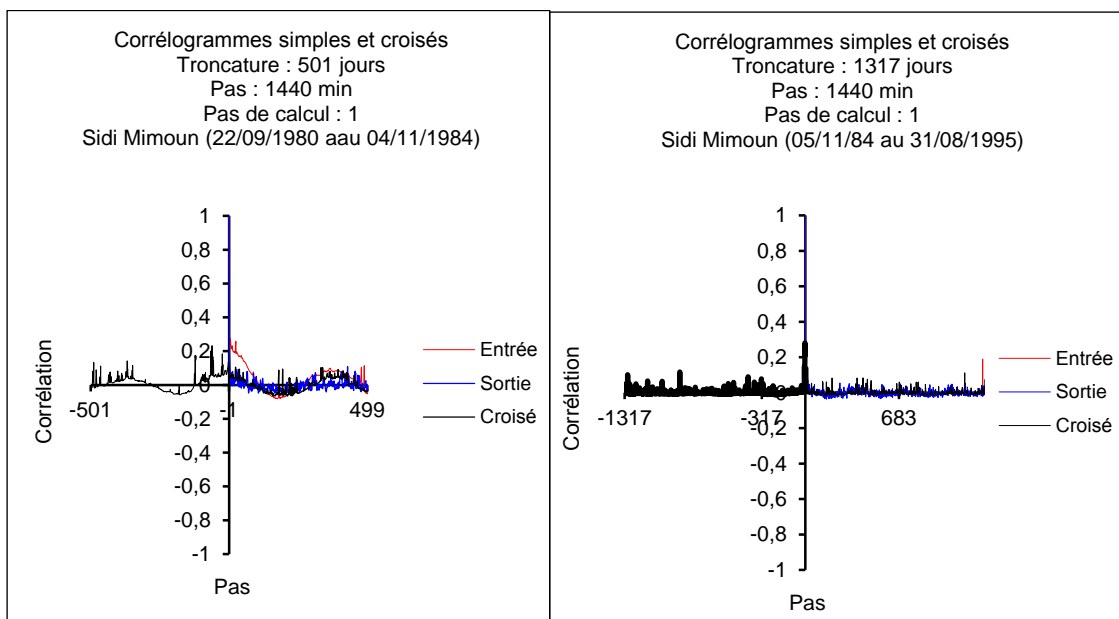 Corrélogrammes simples et croisés
Troncature : 501 jours
Pas : 1440 min
Pas de calcul : 1
Sidi Mimoun (22/09/1980 aau 04/11/1984)
1
0,8
0,6
0,4
0,2
0
-0,2
-0,4
-0,6
-0,8
-1
-501
-1
499
Corrélation
Pas
Entrée
Sortie
Croisé
Corrélogrammes simples et croisés
Troncature : 1317 jours
Pas : 1440 min
Pas de calcul : 1
Sidi Mimoun (05/11/84 au 31/08/1995)
1
0,8
0,6
0,4
0,2
0
-0,2
-0,4
-0,6
-0,8
-1
-1317
-317
683
Corrélation
Pas
Entrée
Sortie
Croisé